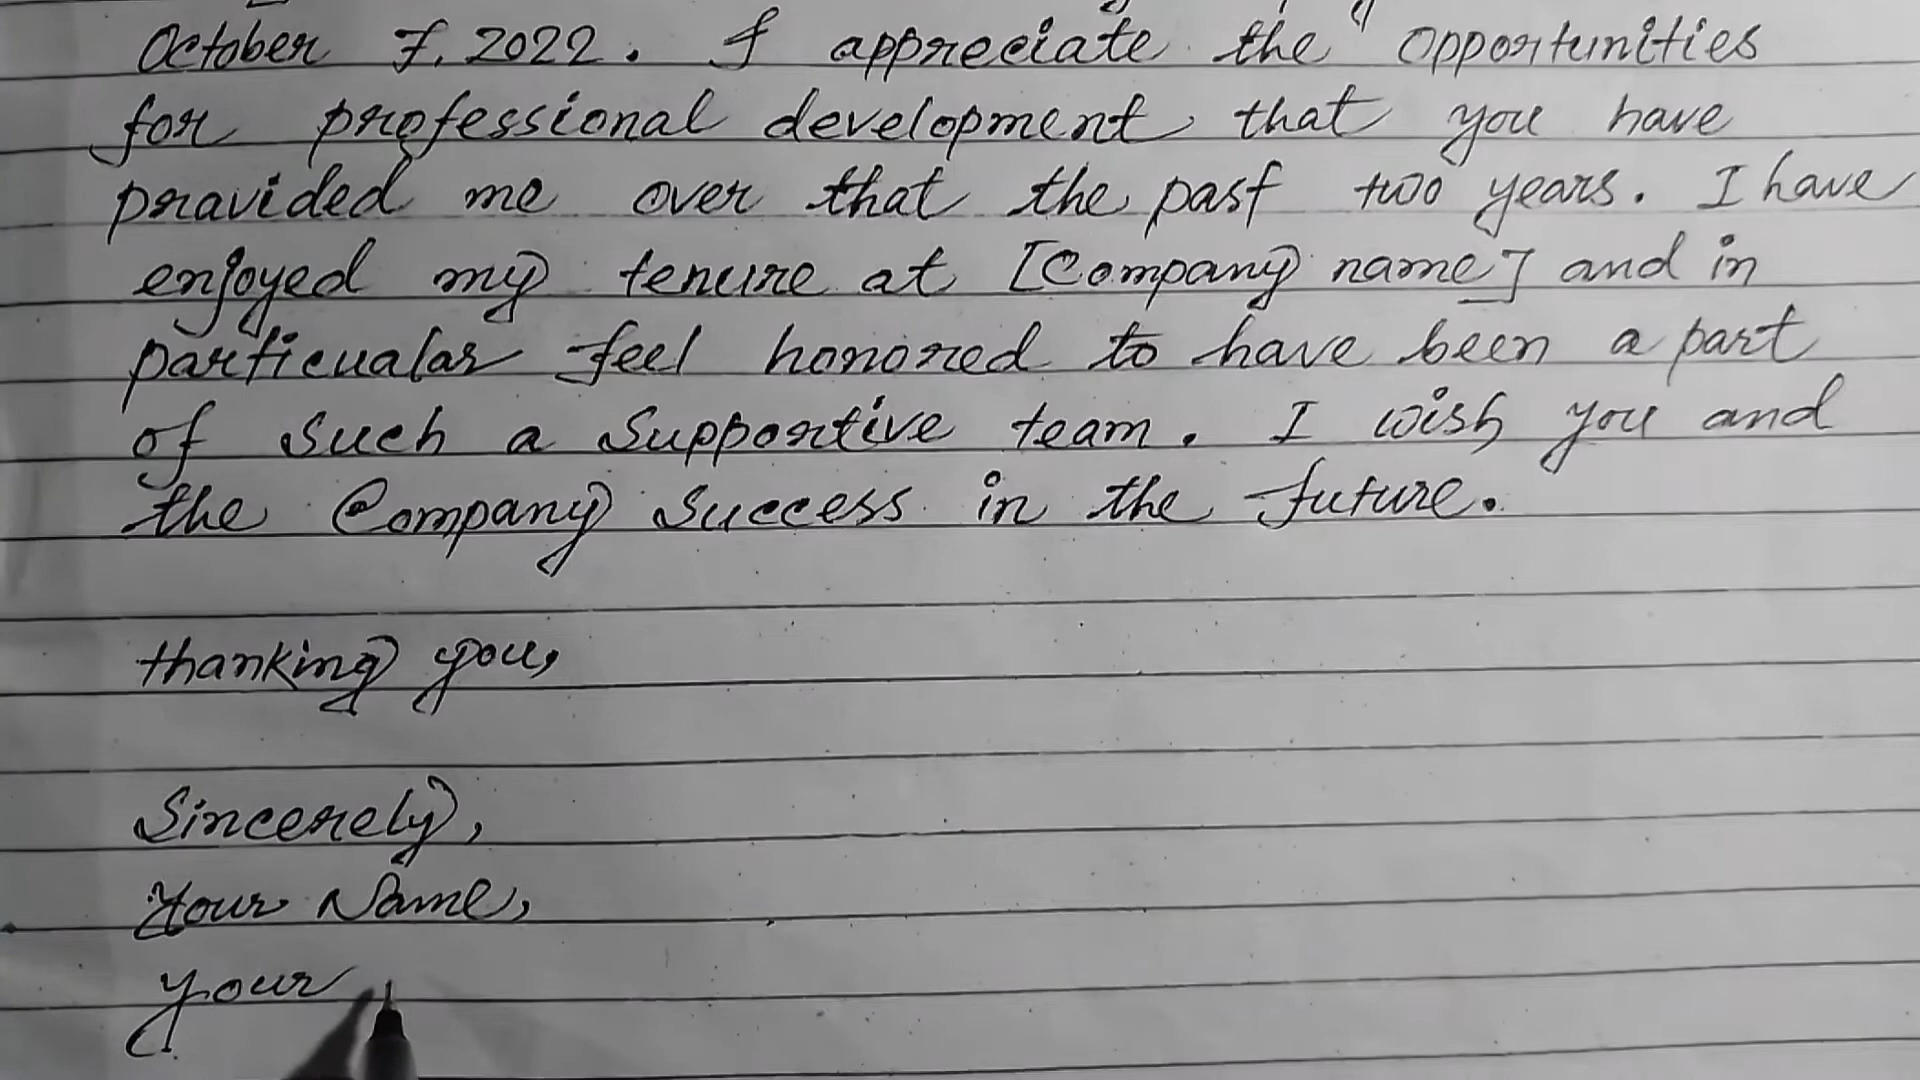 October 7, 2022. I appreciate the opportunities
for professional development, that you have
pravided me over that the past two years. I have
enjoyed my tenure at [Company name] and in
particualar feel honored to have been a part
of such a supportive team. I wish you and
the Company success in the future.
thanking you,
Sincerely,
Your Name,
your